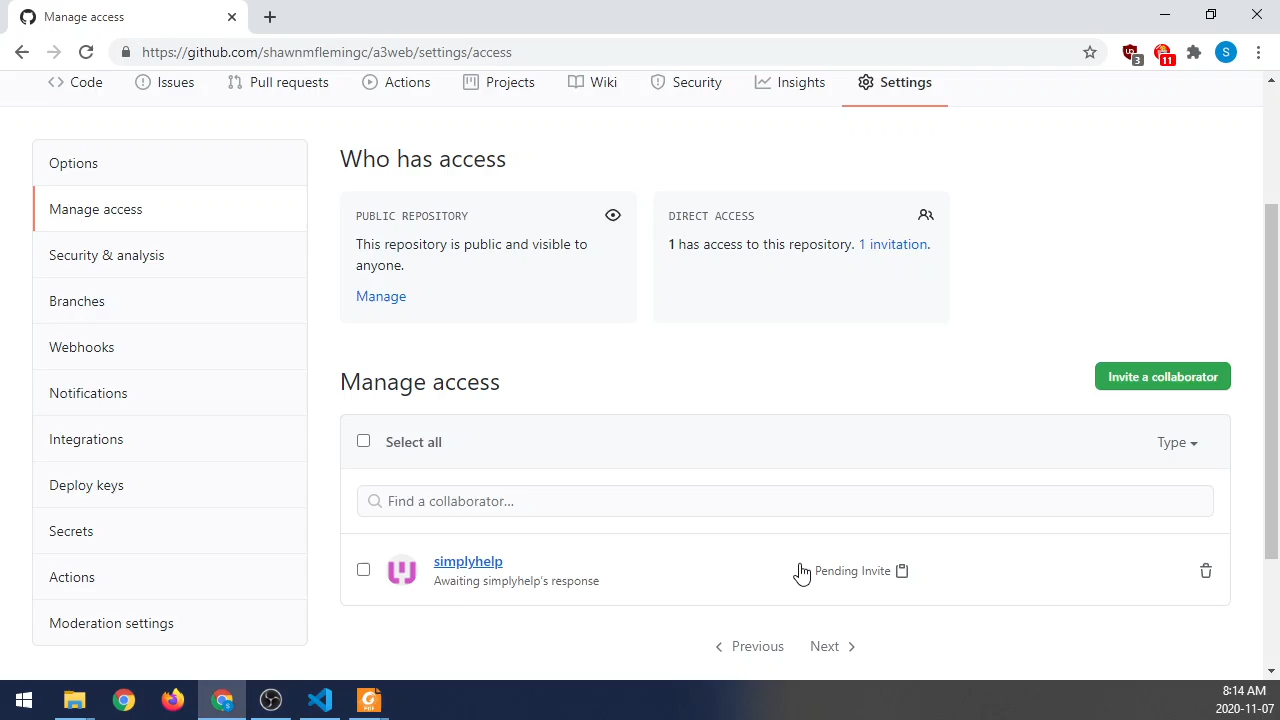 Manage access
https://github.com/shawnmflemingc/a3web/settings/access
S
3
11
Code
Issues
Pull requests
Actions
Projects
Wiki
Security
Insights
Settings
Options
Manage access
Security & analysis
Branches
Webhooks
Notifications
Integrations
Deploy keys
Secrets
Actions
Moderation settings
Who has access
PUBLIC REPOSITORY
This repository is public and visible to
anyone.
Manage
DIRECT ACCESS
1 has access to this repository. 1 invitation.
Manage access
Invite a collaborator
Select all
Type
Find a collaborator...
simplyhelp
Awaiting simplyhelp's response
Pending Invite
Previous
Next
8:14 AM
2020-11-07